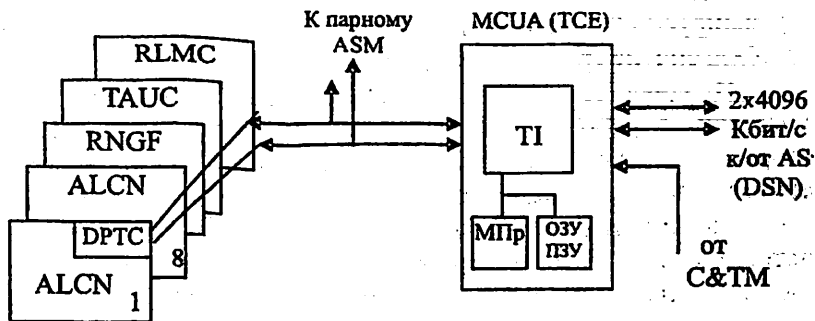 К парному
ASM
MCUA (TCE)
RLMC
TAUC
RNGF
ALCN
DPTC
8
ALCN
1
TI
МПр
ОЗУ
ПЗУ
2x4096
Кбит/с
к/от AS
(DSN)
от
C&TM